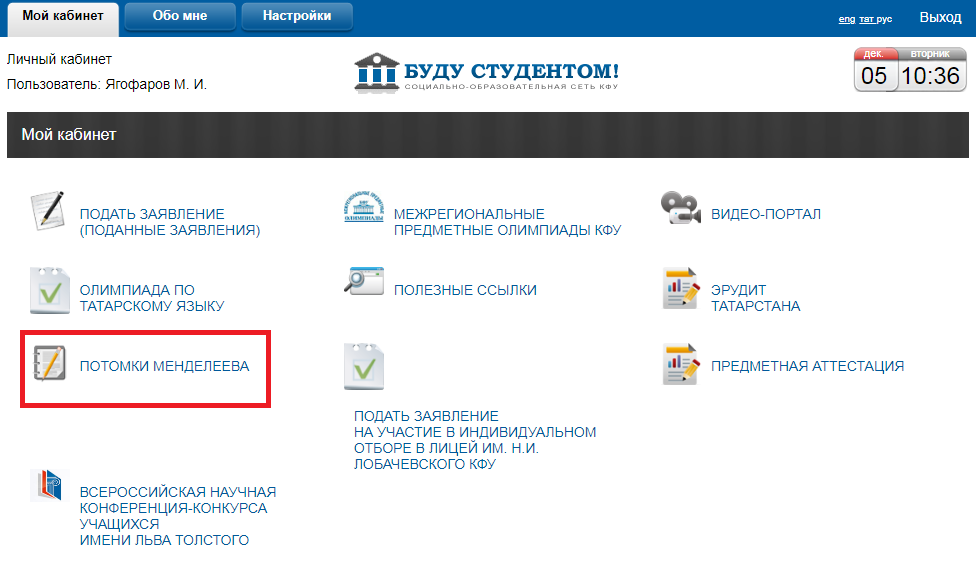 Мой кабинет
Обо мне
Настройки
eng тат рус
Выход
Личный кабинет
Пользователь: Ягофаров М. И.
БУДУ СТУДЕНТОМ!
СОЦИАЛЬНО-ОБРАЗОВАТЕЛЬНАЯ СЕТЬ КФУ
дек. вторник
05 10:36
Мой кабинет
ПОДАТЬ ЗАЯВЛЕНИЕ
(ПОДАННЫЕ ЗАЯВЛЕНИЯ)
МЕЖРЕГИОНАЛЬНЫЕ ПРЕДМЕТНЫЕ
ОЛИМПИАДЫ
МЕЖРЕГИОНАЛЬНЫЕ
ПРЕДМЕТНЫЕ ОЛИМПИАДЫ КФУ
ВИДЕО-ПОРТАЛ
ОЛИМПИАДА ПО
ТАТАРСКОМУ ЯЗЫКУ
ПОЛЕЗНЫЕ ССЫЛКИ
ЭРУДИТ
ТАТАРСТАНА
ПОТОМКИ МЕНДЕЛЕЕВА
ПОДАТЬ ЗАЯВЛЕНИЕ
НА УЧАСТИЕ В ИНДИВИДУАЛЬНОМ
ОТБОРЕ В ЛИЦЕЙ ИМ. Н.И.
ЛОБАЧЕВСКОГО КФУ
ПРЕДМЕТНАЯ АТТЕСТАЦИЯ
ВСЕРОССИЙСКАЯ НАУЧНАЯ
КОНФЕРЕНЦИЯ-КОНКУРСА
УЧАЩИХСЯ
ИМЕНИ ЛЬВА ТОЛСТОГО